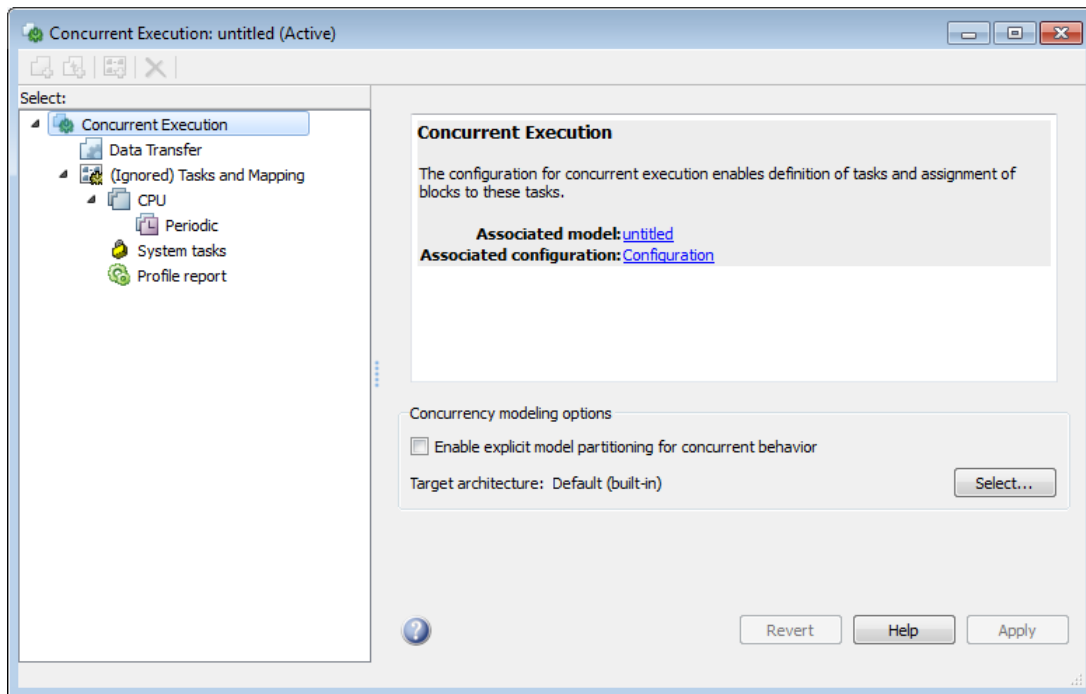 Concurrent Execution: untitled (Active)
Select:
Concurrent Execution
Data Transfer
(Ignored) Tasks and Mapping
CPU
Periodic
System tasks
Profile report
Concurrent Execution
The configuration for concurrent execution enables definition of tasks and assignment of
blocks to these tasks.
Associated model:untitled
Associated configuration:Configuration
Concurrency modeling options
Enable explicit model partitioning for concurrent behavior
Target architecture: Default (built-in) Select...
Revert Help Apply